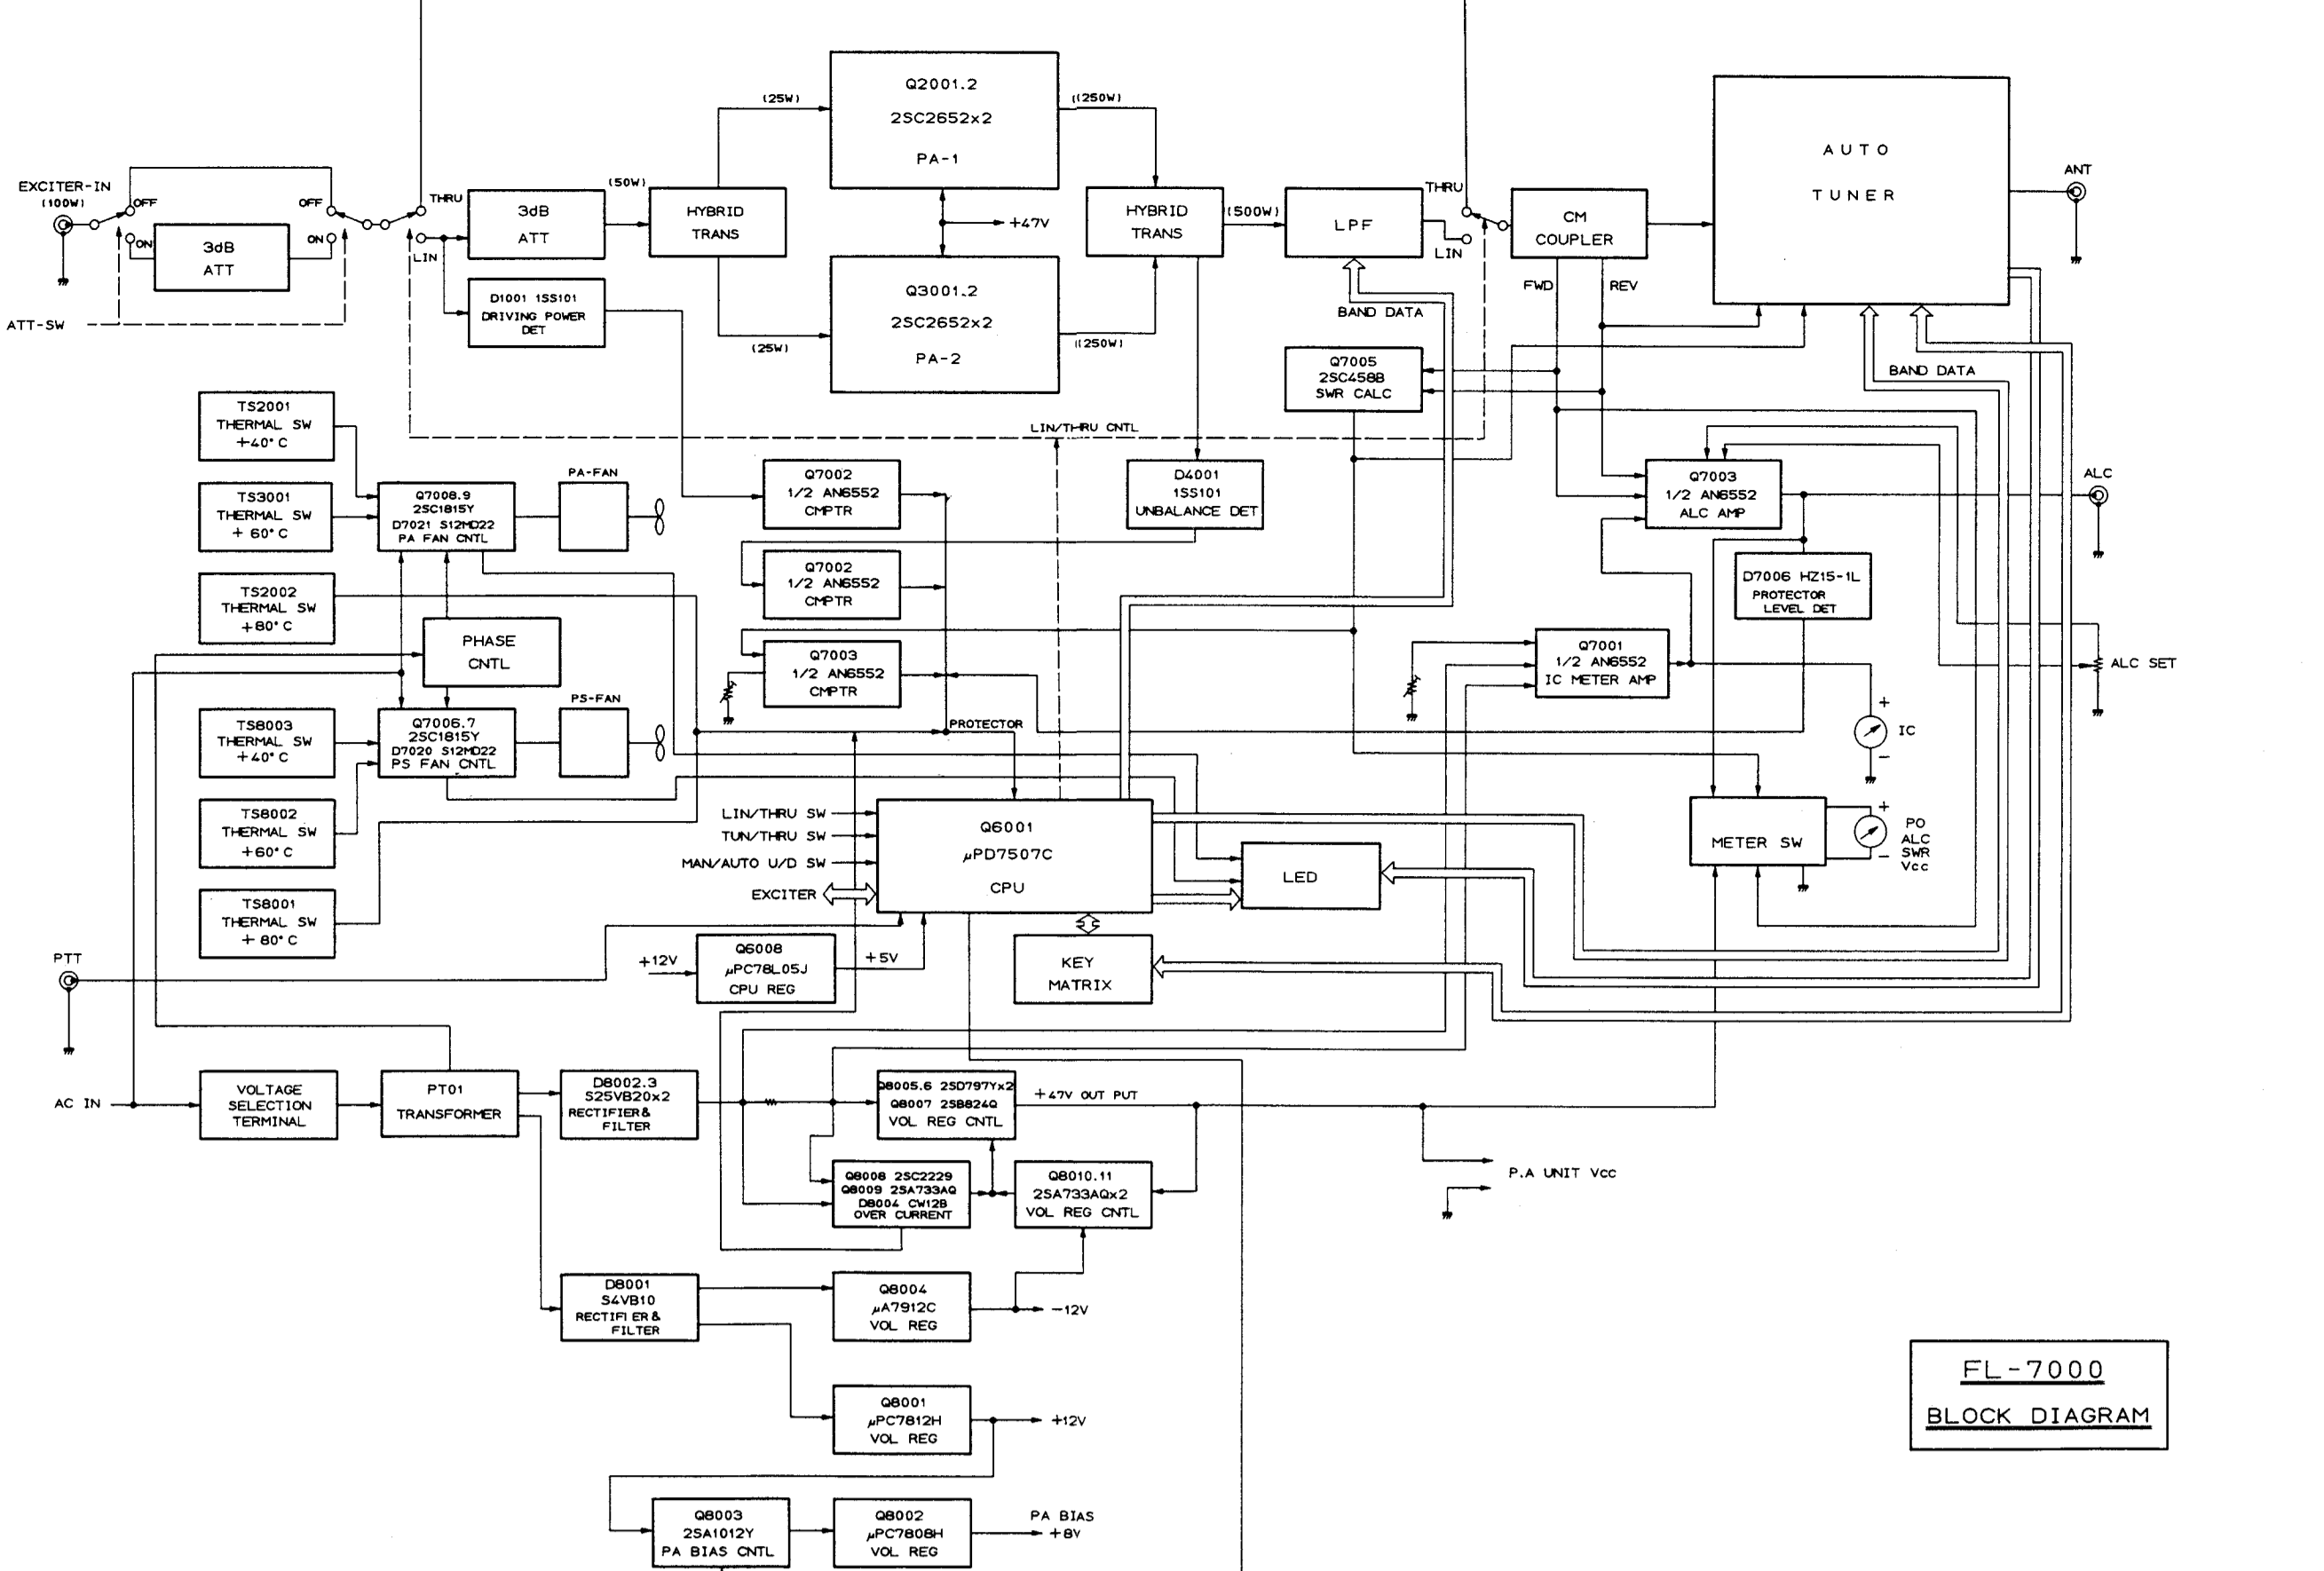 EXCITER-IN
(100W)
OFF
ON
3dB
ATT
OFF
ON
ATT-SW
THRU
LIN
3dB
ATT
D1001 1SS101
DRIVING POWER
DET
(50W)
HYBRID
TRANS
(25W)
(25W)
Q2001.2
2SC2652x2
PA-1
+47V
Q3001.2
2SC2652x2
PA-2
((250W)
((250W)
HYBRID
TRANS
(500W)
LPF
BAND DATA
THRU
LIN
CM
COUPLER
FWD
REV
AUTO
TUNER
ANT
BAND DATA
Q7005
2SC458B
SWR CALC
LIN/THRU CNTL
TS2001
THERMAL SW
+40°C
TS3001
THERMAL SW
+ 60°C
TS2002
THERMAL SW
+80°C
TS8003
THERMAL SW
+40°C
TS8002
THERMAL SW
+60°C
TS8001
THERMAL SW
+ 80°C
Q7008.9
2SC1815Y
D7021 S12MD22
PA FAN CNTL
PA-FAN
PHASE
CNTL
Q7006.7
2SC1815Y
D7020 S12MD22
PS FAN CNTL
PS-FAN
Q7002
1/2 AN6552
CMPTR
Q7002
1/2 AN6552
CMPTR
Q7003
1/2 AN6552
CMPTR
D4001
1SS101
UNBALANCE DET
PROTECTOR
Q7003
1/2 AN6552
ALC AMP
ALC
D7006 HZ15-1L
PROTECTOR
LEVEL DET
Q7001
1/2 AN6552
IC METER AMP
ALC SET
+
IC
-
METER SW
+
-
PO
ALC
SWR
Vcc
LIN/THRU SW
TUN/THRU SW
MAN/AUTO U/D SW
EXCITER
Q6001
μPD7507C
CPU
LED
KEY
MATRIX
+12V
Q6008
μPC78L05J
CPU REG
+5V
PTT
AC IN
VOLTAGE
SELECTION
TERMINAL
PT01
TRANSFORMER
D8002.3
S25VB20x2
RECTIFIER&
FILTER
Q8005.6 2SD797Yx2
Q8007 2SB824Q
VOL REG CNTL
+47V OUT PUT
P.A UNIT Vcc
Q8008 2SC2229
Q8009 2SA733AQ
D8004 CW12B
OVER CURRENT
Q8010.11
2SA733AQx2
VOL REG CNTL
D8001
S4VB10
RECTIFIER&
FILTER
Q8004
μA7912C
VOL REG
-12V
Q8001
μPC7812H
VOL REG
+12V
Q8003
2SA1012Y
PA BIAS CNTL
Q8002
μPC7808H
VOL REG
PA BIAS
+8V
FL-7000
BLOCK DIAGRAM